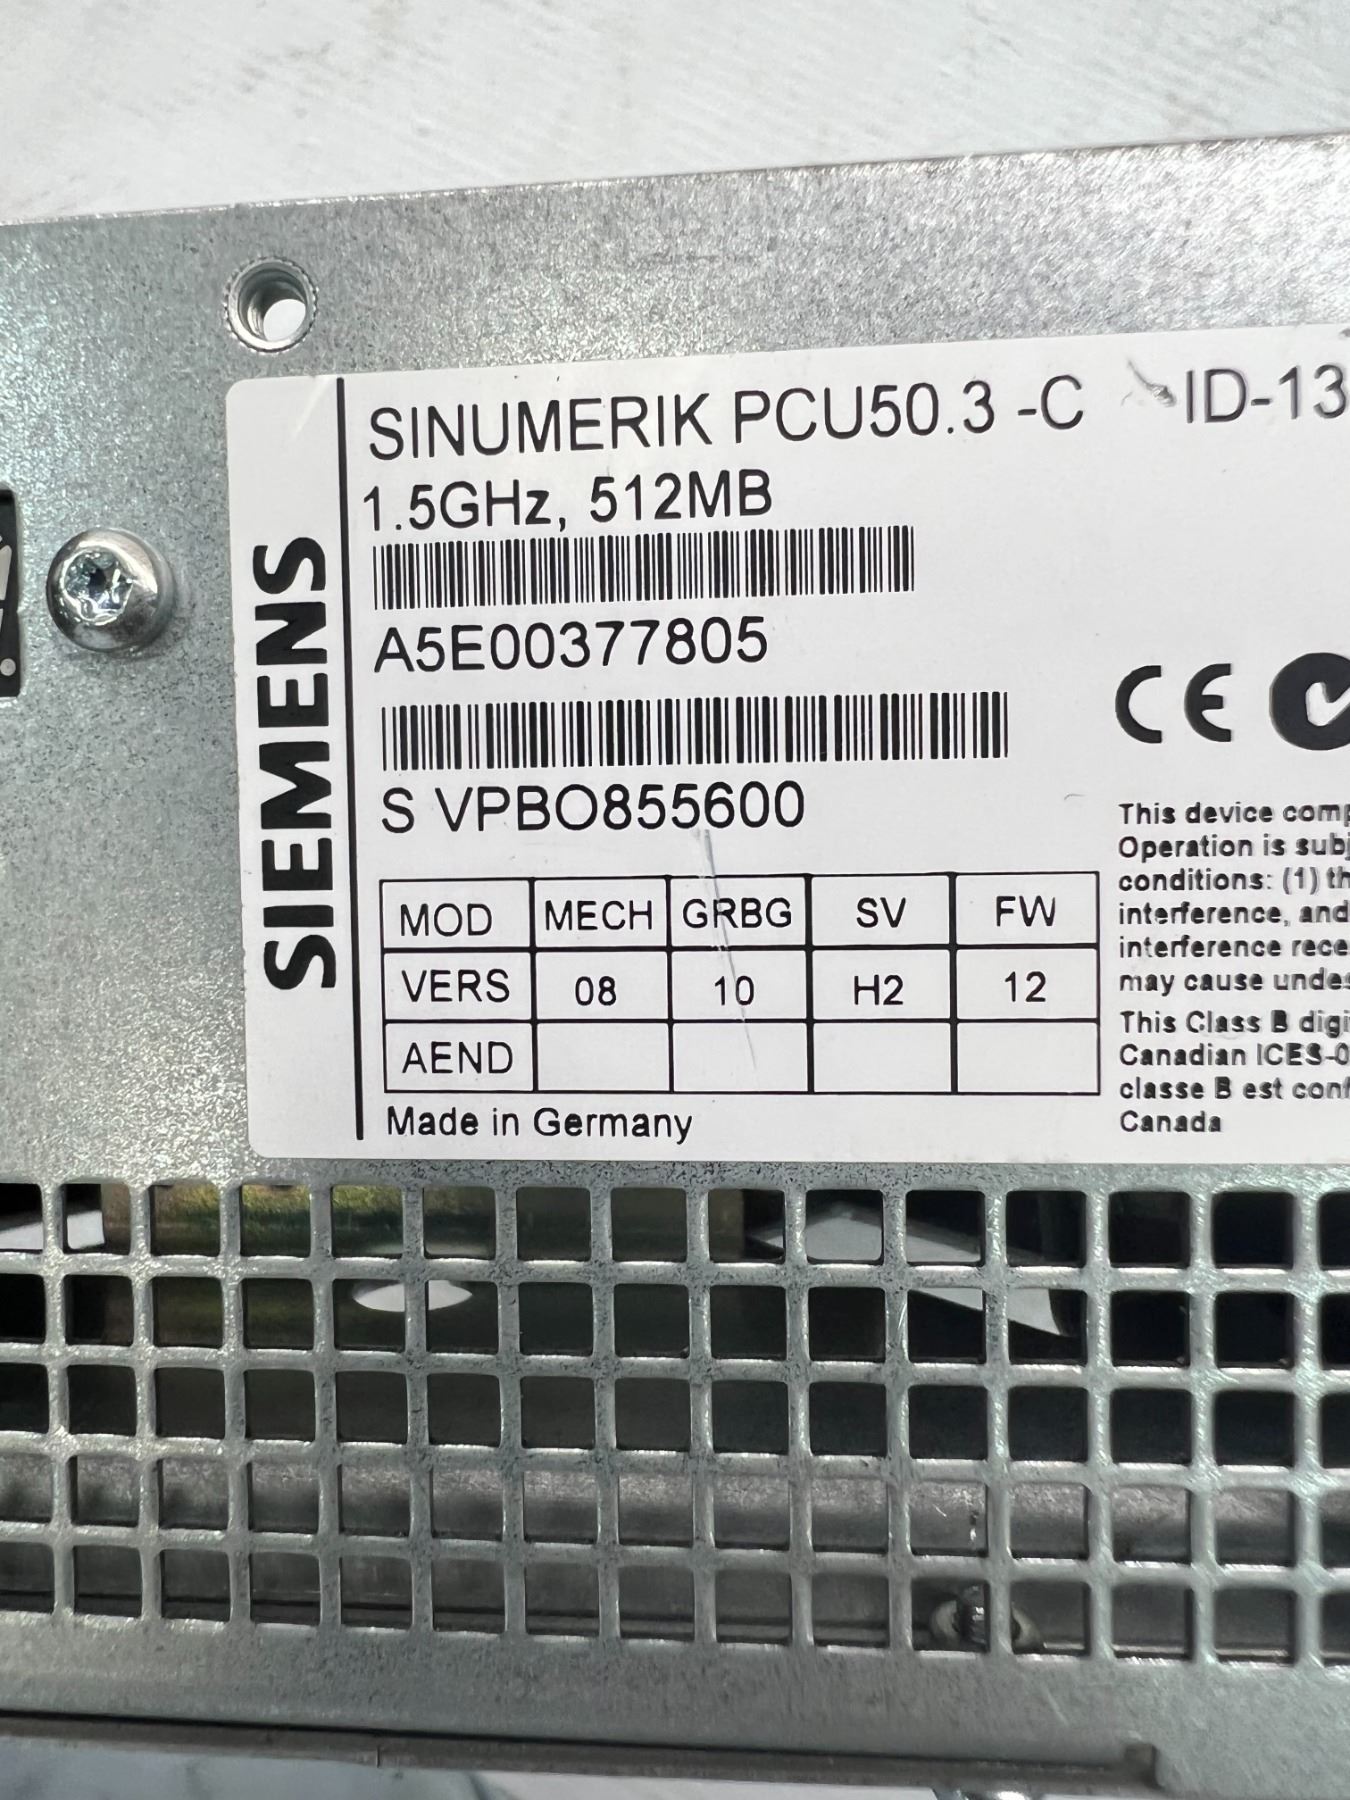 SIEMENS
SINUMERIK PCU50.3 -C ID-13
1.5GHz, 512MB
A5E00377805
S VPBO855600
MOD MECH GRBG SV FW
VERS 08 10 H2 12
AEND
Made in Germany
CE
This device comp
Operation is subj
conditions: (1) th
interference, and
interference rece
may cause undes
This Class B digi
Canadian ICES-0
classe B est conf
Canada